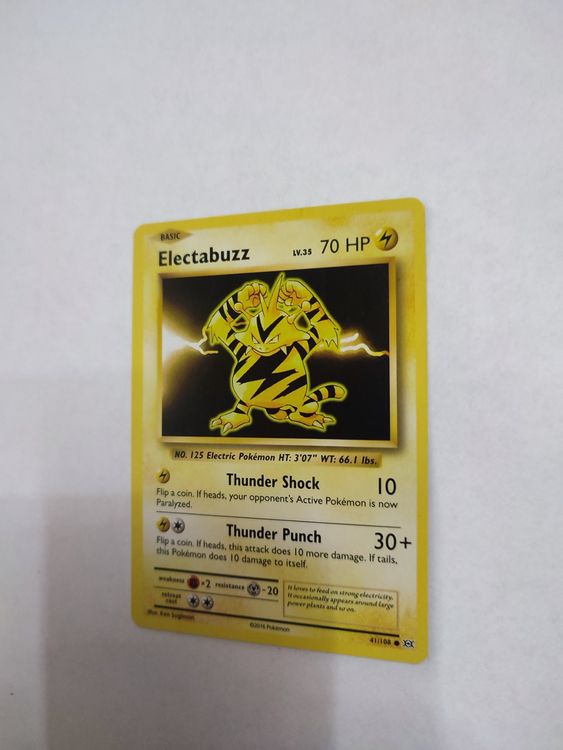 BASIC
Electabuzz LV.35 70 HP
NO. 125 Electric Pokémon HT: 3'07" WT: 66.1 lbs.
Thunder Shock 10
Flip a coin. If heads, your opponent's Active Pokémon is now
Paralyzed.
Thunder Punch 30+
Flip a coin. If heads, this attack does 10 more damage. If tails,
this Pokémon does 10 damage to itself.
weakness ×2 resistance -20
retreat
cost
It loves to feed on strong electricity.
It occasionally appears around large
power plants and so on.
Illus. Ken Sugimori
©2016 Pokémon
41/108